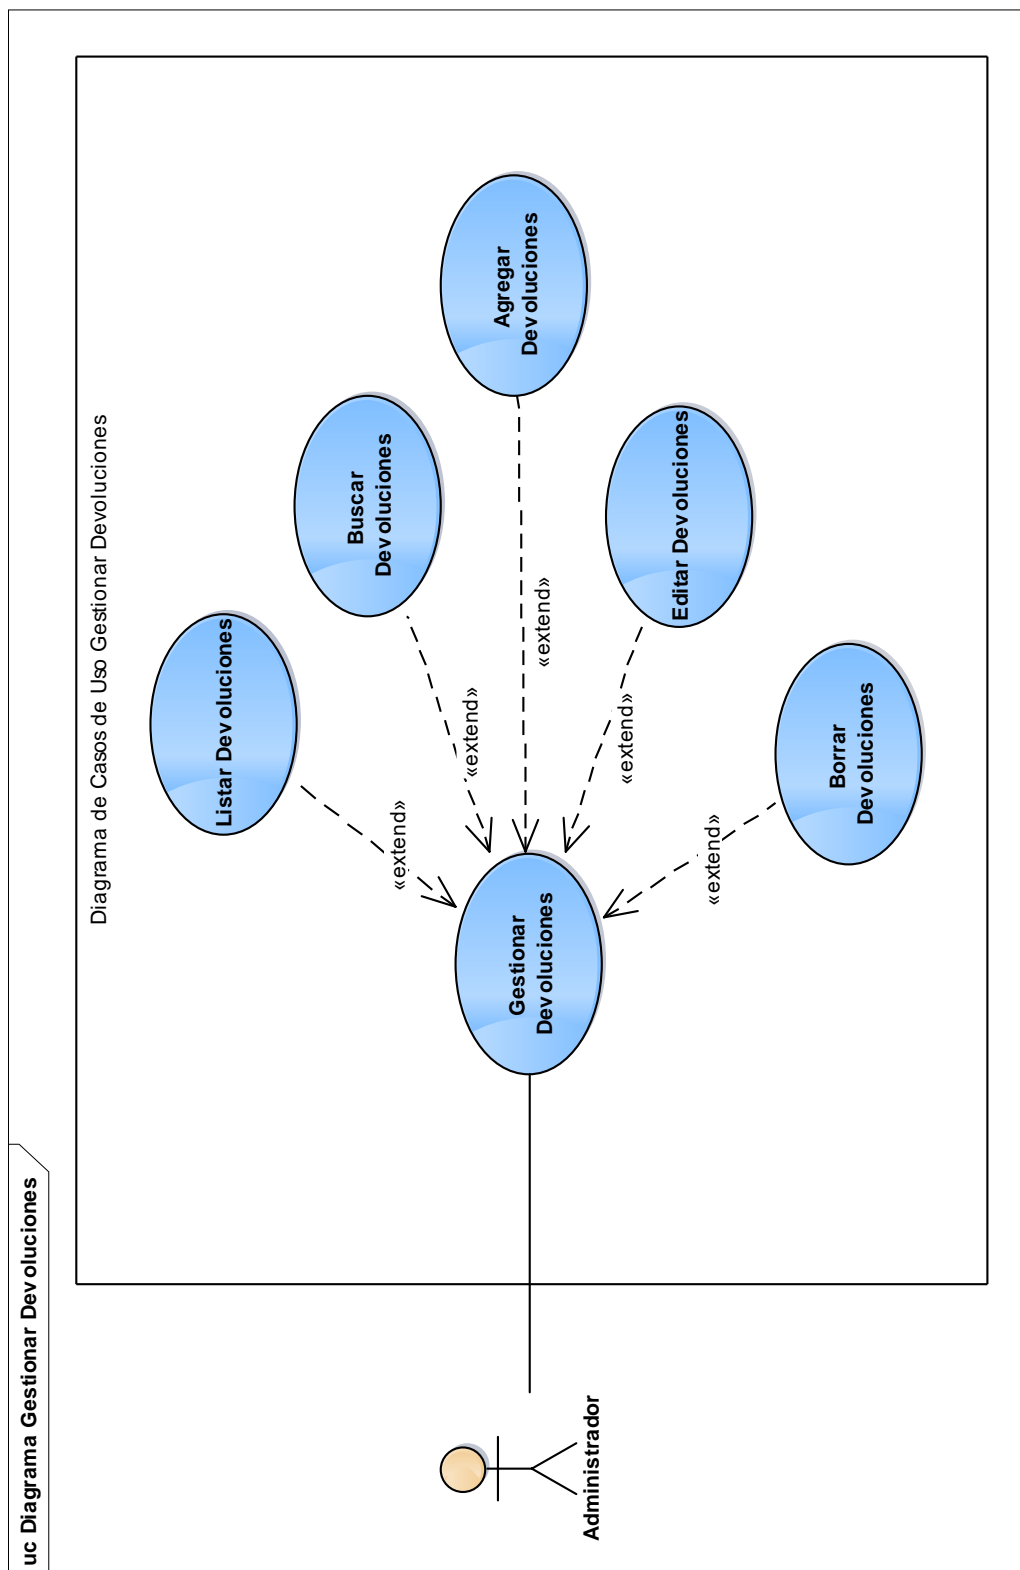 uc Diagrama Gestionar Devoluciones
Diagrama de Casos de Uso Gestionar Devoluciones
Listar Devoluciones
«extend»
Buscar
Devoluciones
«extend»
Agregar
Devoluciones
«extend»
Editar Devoluciones
«extend»
Borrar
Devoluciones
«extend»
Gestionar
Devoluciones
Administrador